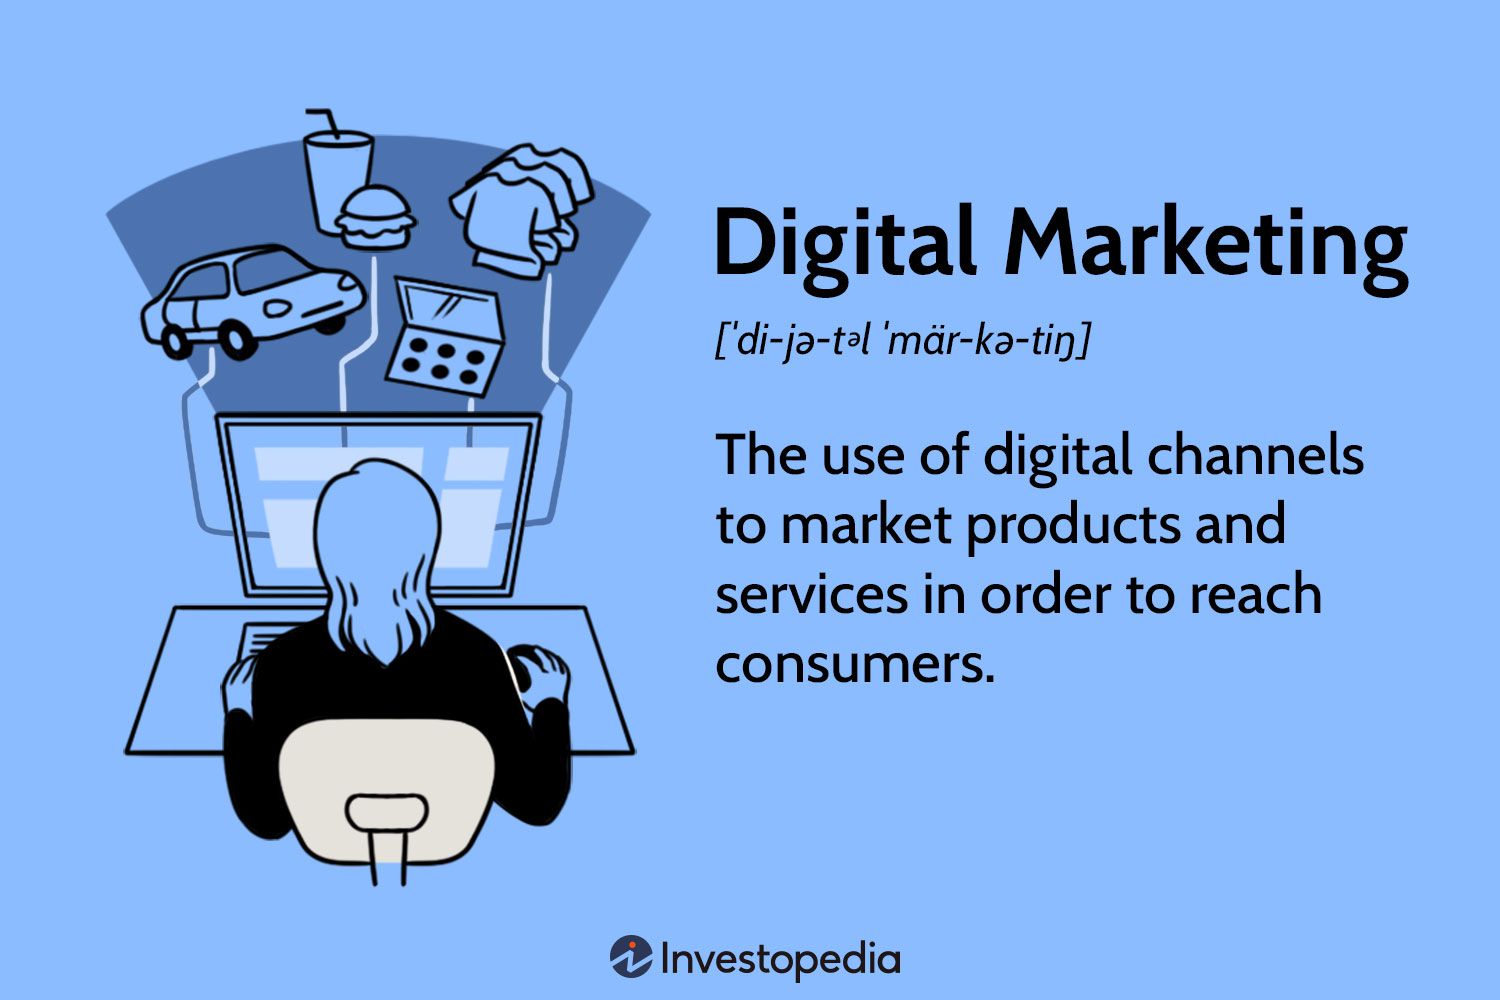 Digital Marketing
[ˈdi-jə-tᵊl ˈmär-kə-tiŋ]
The use of digital channels
to market products and
services in order to reach
consumers.
Investopedia